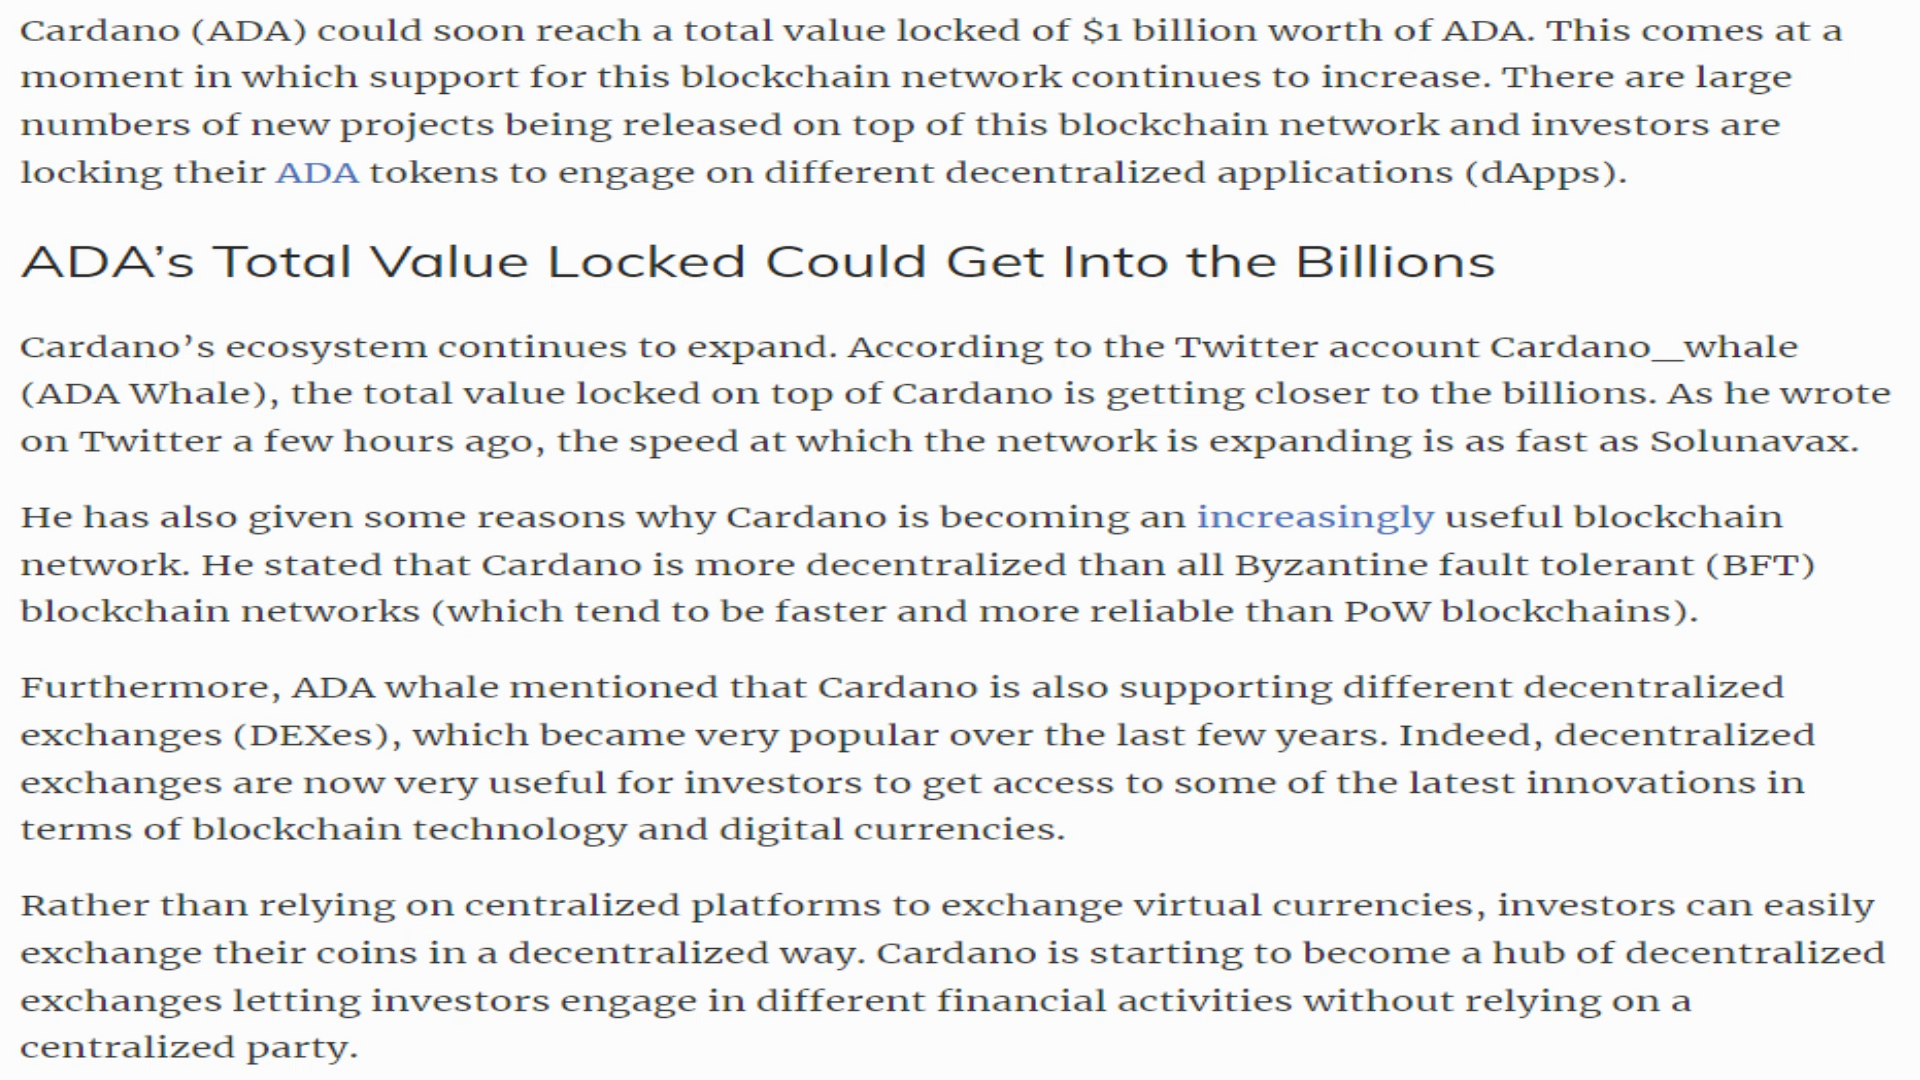 Cardano (ADA) could soon reach a total value locked of $1 billion worth of ADA. This comes at a
moment in which support for this blockchain network continues to increase. There are large
numbers of new projects being released on top of this blockchain network and investors are
locking their ADA tokens to engage on different decentralized applications (dApps).
ADA’s Total Value Locked Could Get Into the Billions
Cardano’s ecosystem continues to expand. According to the Twitter account Cardano_whale
(ADA Whale), the total value locked on top of Cardano is getting closer to the billions. As he wrote
on Twitter a few hours ago, the speed at which the network is expanding is as fast as Solunavax.
He has also given some reasons why Cardano is becoming an increasingly useful blockchain
network. He stated that Cardano is more decentralized than all Byzantine fault tolerant (BFT)
blockchain networks (which tend to be faster and more reliable than PoW blockchains).
Furthermore, ADA whale mentioned that Cardano is also supporting different decentralized
exchanges (DEXes), which became very popular over the last few years. Indeed, decentralized
exchanges are now very useful for investors to get access to some of the latest innovations in
terms of blockchain technology and digital currencies.
Rather than relying on centralized platforms to exchange virtual currencies, investors can easily
exchange their coins in a decentralized way. Cardano is starting to become a hub of decentralized
exchanges letting investors engage in different financial activities without relying on a
centralized party.